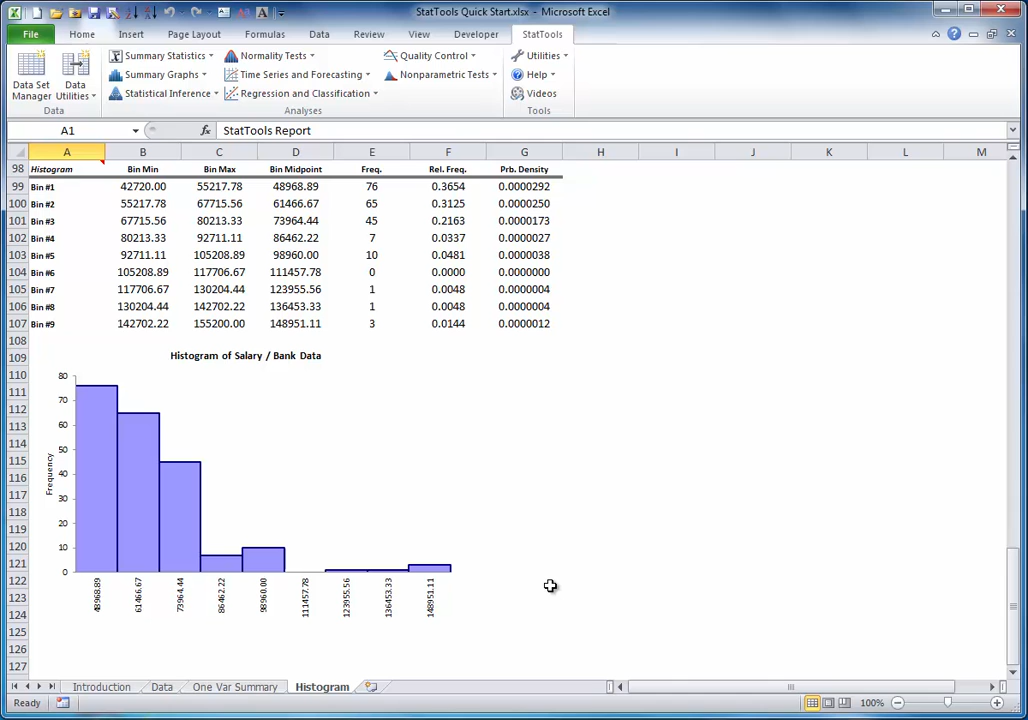 StatTools Quick Start.xlsx - Microsoft Excel
File Home Insert Page Layout Formulas Data Review View Developer StatTools
Data Set Manager
Data Utilities
Summary Statistics
Summary Graphs
Statistical Inference
Normality Tests
Time Series and Forecasting
Regression and Classification
Quality Control
Nonparametric Tests
Utilities
Help
Videos
Data Analyses Tools
A1 fx StatTools Report
A B C D E F G H I J K L M
98 Histogram Bin Min Bin Max Bin Midpoint Freq. Rel. Freq. Prb. Density
99 Bin #1 42720.00 55217.78 48968.89 76 0.3654 0.0000292
100 Bin #2 55217.78 67715.56 61466.67 65 0.3125 0.0000250
101 Bin #3 67715.56 80213.33 73964.44 45 0.2163 0.0000173
102 Bin #4 80213.33 92711.11 86462.22 7 0.0337 0.0000027
103 Bin #5 92711.11 105208.89 98960.00 10 0.0481 0.0000038
104 Bin #6 105208.89 117706.67 111457.78 0 0.0000 0.0000000
105 Bin #7 117706.67 130204.44 123955.56 1 0.0048 0.0000004
106 Bin #8 130204.44 142702.22 136453.33 1 0.0048 0.0000004
107 Bin #9 142702.22 155200.00 148951.11 3 0.0144 0.0000012
108
109 Histogram of Salary / Bank Data
110 80
111 70
112
113 60
114 50
115
116 40
117 30
118
119 20
120 10
121 0
Frequency
122
123 48968.89 61466.67 73964.44 86462.22 98960.00 111457.78 123955.56 136453.33 148951.11
124
125
126
127
Introduction Data One Var Summary Histogram
Ready 100%